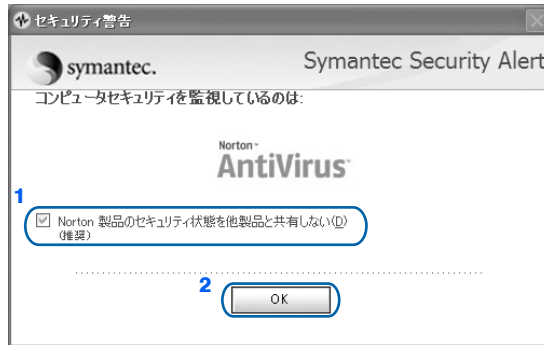 セキュリティ警告
symantec.
Symantec Security Alert
コンピュータセキュリティを監視しているのは:
Norton™
AntiVirus™
1
Norton 製品のセキュリティ状態を他製品と共有しない(D)
(推奨)
2
OK